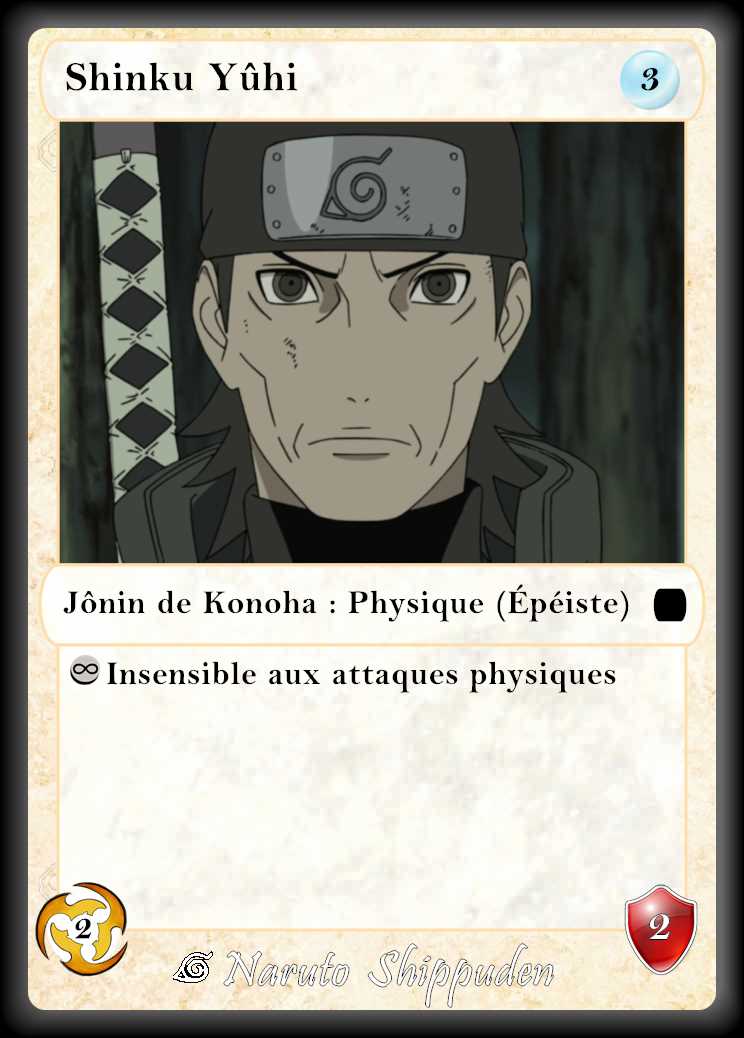 Shinku Yûhi
3
Jônin de Konoha : Physique (Épéiste)
∞ Insensible aux attaques physiques
2
2
Naruto Shippuden